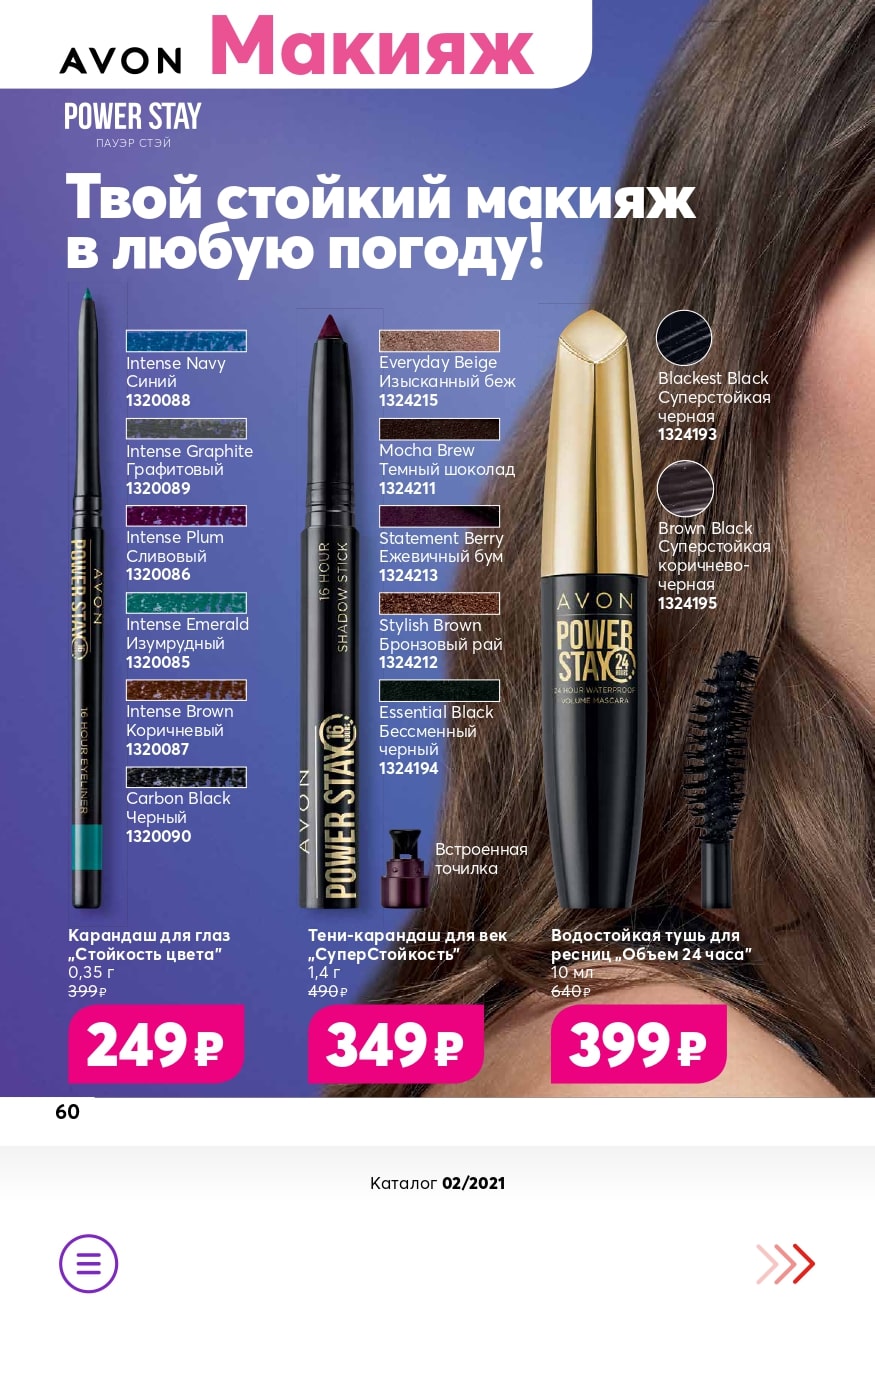 AVON Макияж
POWER STAY
ПАУЭР СТЭЙ
Твой стойкий макияж
в любую погоду!
Intense Navy
Синий
1320088
Intense Graphite
Графитовый
1320089
Intense Plum
Сливовый
1320086
Intense Emerald
Изумрудный
1320085
Intense Brown
Коричневый
1320087
Carbon Black
Черный
1320090
AVON
POWER STAY 16
16 HOUR EYELINER
Everyday Beige
Изысканный беж
1324215
Mocha Brew
Темный шоколад
1324211
Statement Berry
Ежевичный бум
1324213
Stylish Brown
Бронзовый рай
1324212
Essential Black
Бессменный
черный
1324194
16 HOUR
SHADOW STICK
POWER STAY 16 HOURS
AVON
Встроенная
точилка
Blackest Black
Суперстойкая
черная
1324193
Brown Black
Суперстойкая
коричнево-
черная
1324195
AVON
POWER
STAY 24 HOURS
24 HOUR WATERPROOF
VOLUME MASCARA
Карандаш для глаз
„Стойкость цвета"
0,35 г
399₽
249₽
Тени-карандаш для век
„СуперСтойкость"
1,4 г
490₽
349₽
Водостойкая тушь для
ресниц „Объем 24 часа"
10 мл
640₽
399₽
60
Каталог 02/2021